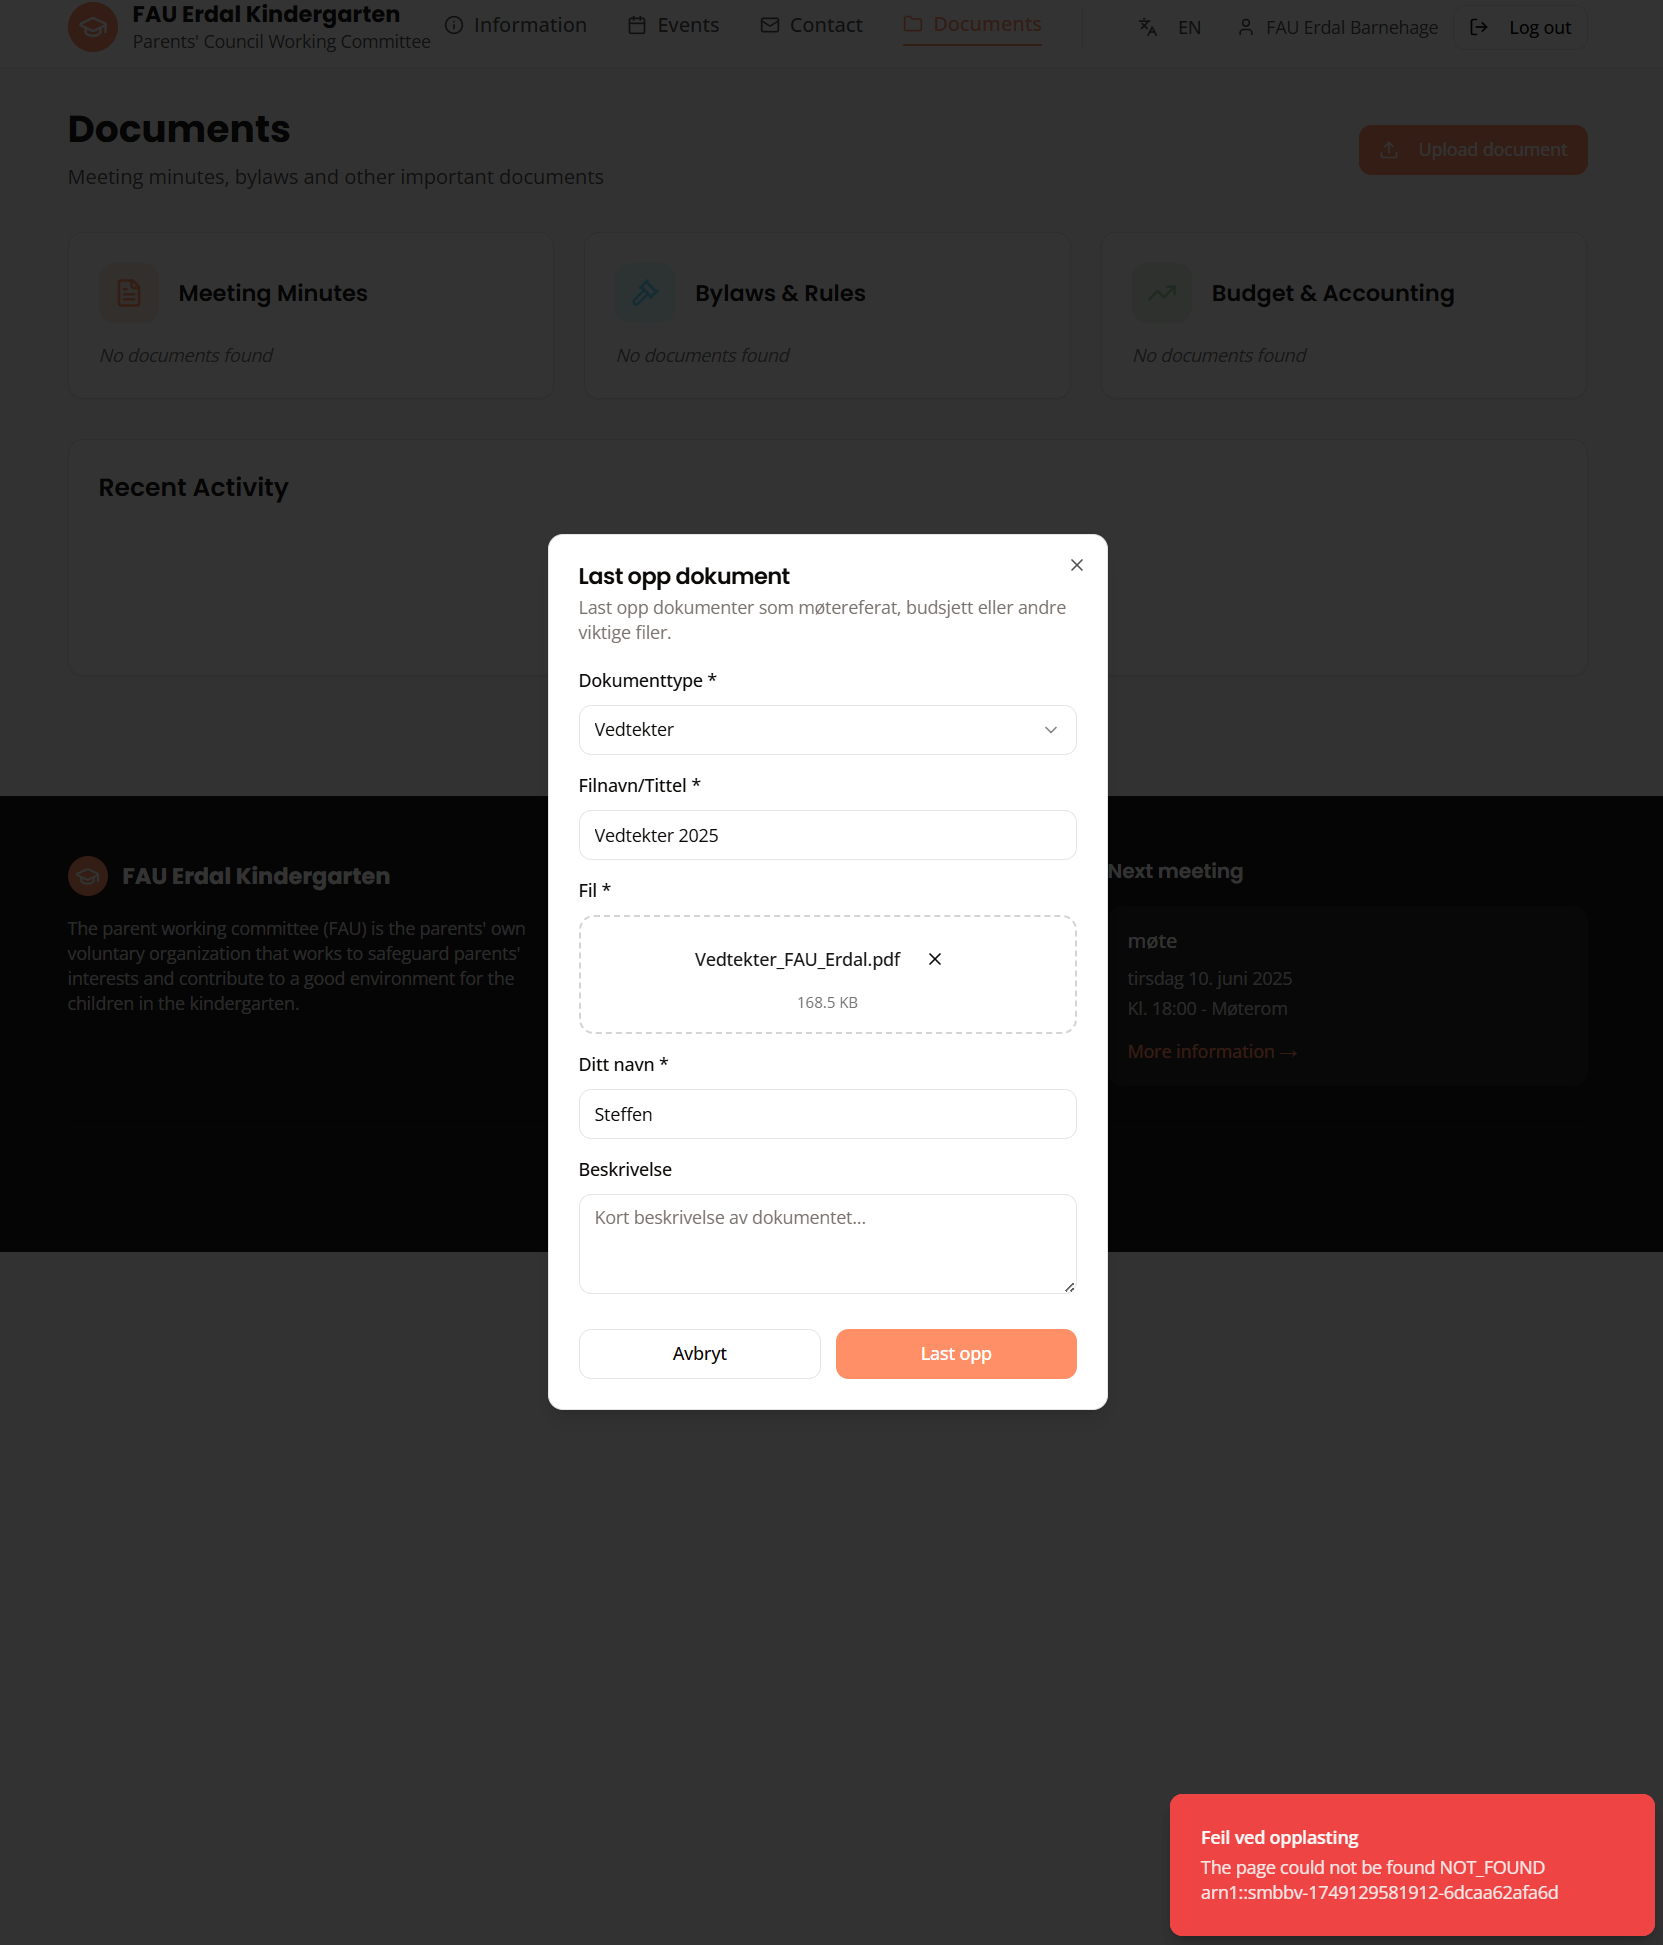 FAU Erdal Kindergarten
Parents' Council Working Committee
Information
Events
Contact
Documents
EN
FAU Erdal Barnehage
Log out
Documents
Meeting minutes, bylaws and other important documents
Upload document
Meeting Minutes
No documents found
Bylaws & Rules
No documents found
Budget & Accounting
No documents found
Recent Activity
Last opp dokument
Last opp dokumenter som møtereferat, budsjett eller andre
viktige filer.
Dokumenttype *
Vedtekter
Filnavn/Tittel *
Vedtekter 2025
Fil *
Vedtekter_FAU_Erdal.pdf
168.5 KB
Ditt navn *
Steffen
Beskrivelse
Kort beskrivelse av dokumentet...
Avbryt
Last opp
FAU Erdal Kindergarten
The parent working committee (FAU) is the parents' own
voluntary organization that works to safeguard parents'
interests and contribute to a good environment for the
children in the kindergarten.
Next meeting
møte
tirsdag 10. juni 2025
Kl. 18:00 - Møterom
More information →
Feil ved opplasting
The page could not be found NOT_FOUND
arn1::smbbv-1749129581912-6dcaa62afa6d